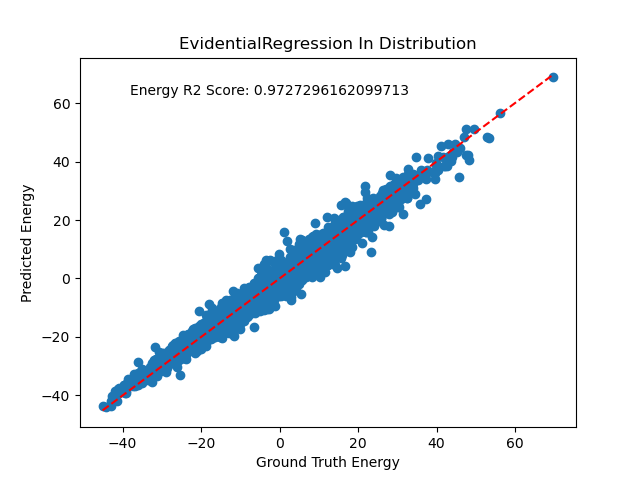 EvidentialRegression In Distribution
Energy R2 Score: 0.9727296162099713
Predicted Energy
60
40
20
0
−20
−40
−40 −20 0 20 40 60
Ground Truth Energy